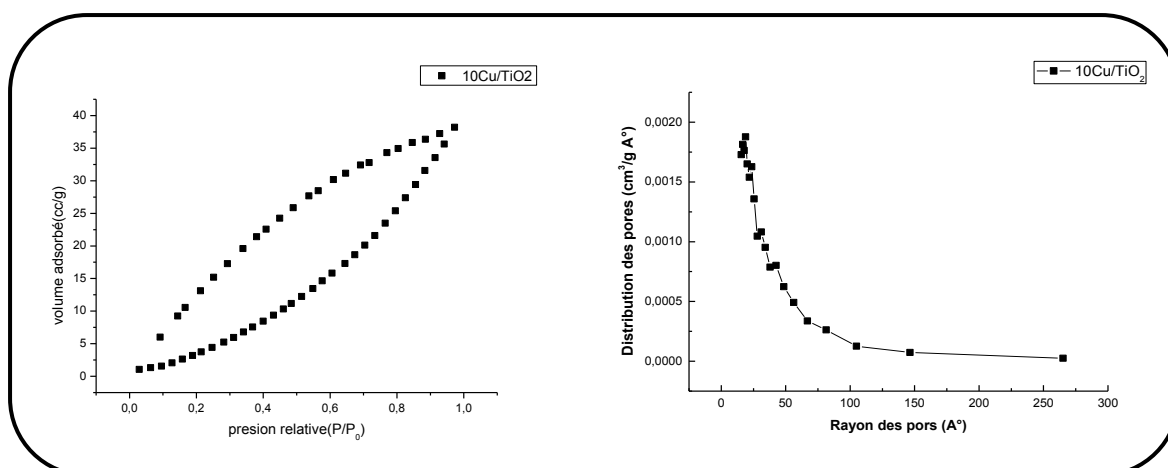 10Cu/TiO2
volume adsorbé(cc/g)
40
35
30
25
20
15
10
5
0
0,0 0,2 0,4 0,6 0,8 1,0
presion relative(P/P₀)
10Cu/TiO₂
Distribution des pores (cm³/g A°)
0,0020
0,0015
0,0010
0,0005
0,0000
0 50 100 150 200 250 300
Rayon des pors (A°)